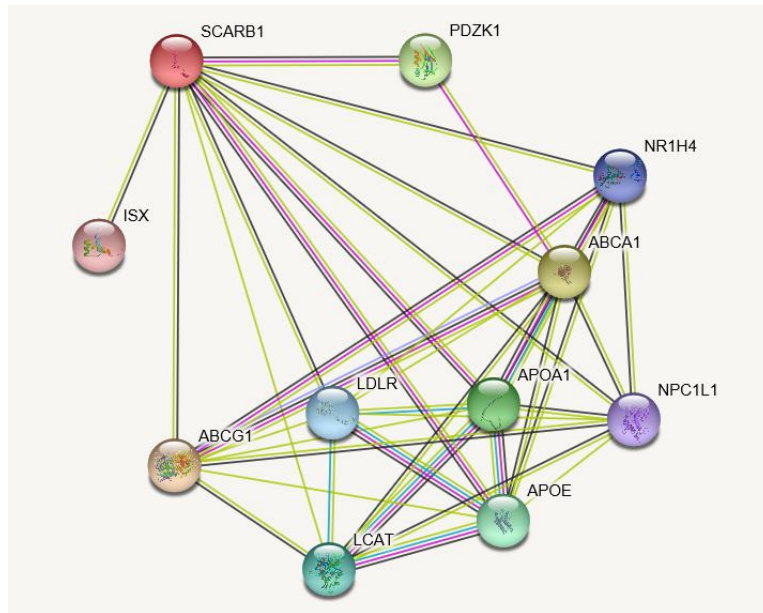 SCARB1
PDZK1
NR1H4
ISX
ABCA1
LDLR
APOA1
NPC1L1
ABCG1
APOE
LCAT